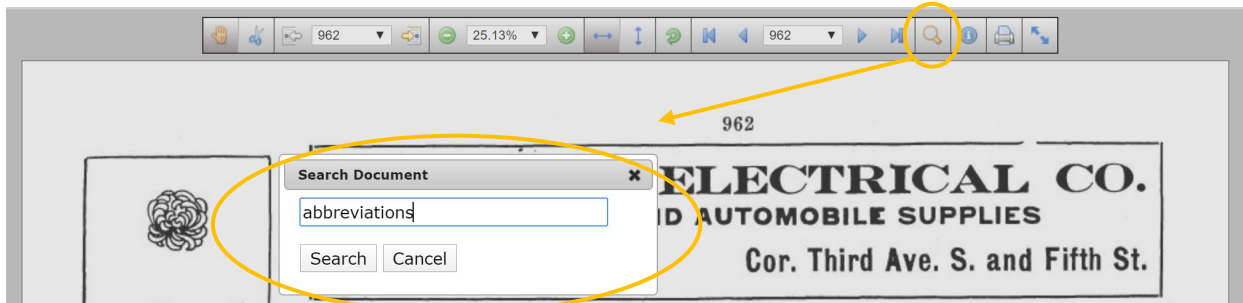 962 25.13% 962
962
Search Document
ELECTRICAL CO.
abbreviations
AUTOMOBILE SUPPLIES
Search Cancel
Cor. Third Ave. S. and Fifth St.